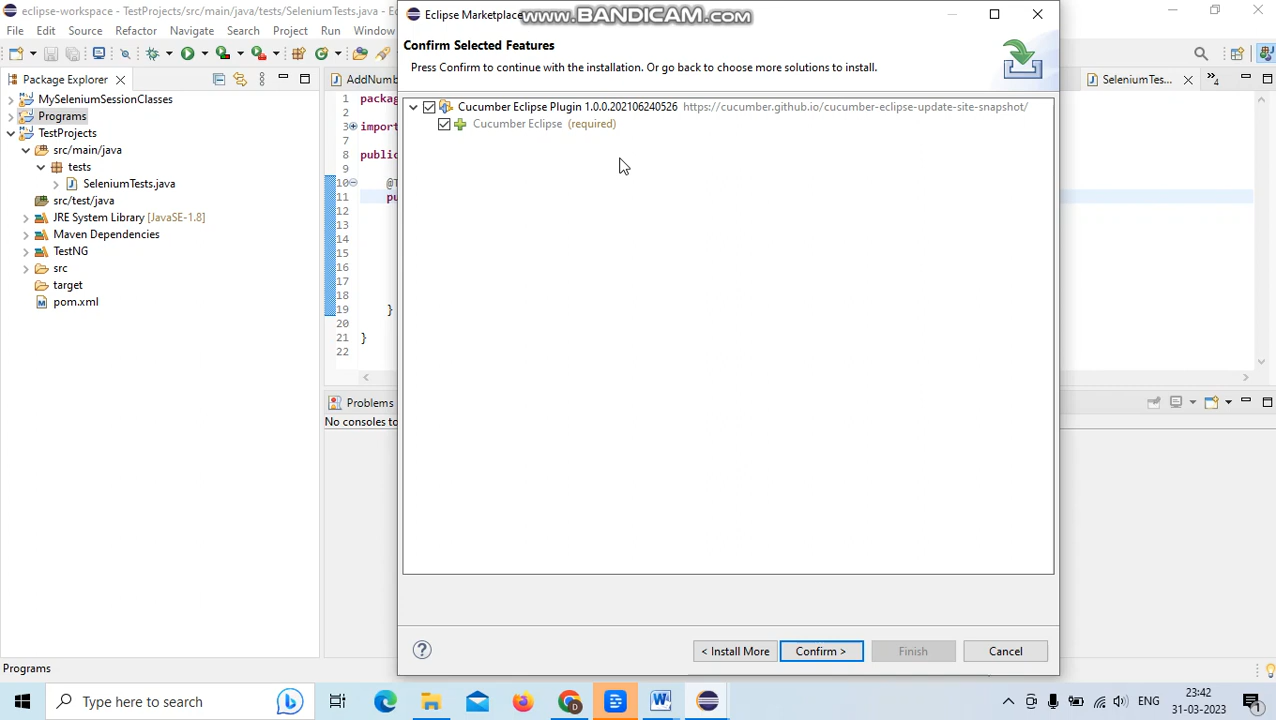 eclipse-workspace - TestProjects/src/main/java/tests/SeleniumTests.java
Eclipse Marketplace
www.BANDICAM.com
File Edit Source Refactor Navigate Search Project Run Window
Confirm Selected Features
Press Confirm to continue with the installation. Or go back to choose more solutions to install.
Package Explorer
AddNumb
SeleniumTes...
4
MySeleniumSessionClasses
Programs
TestProjects
src/main/java
tests
SeleniumTests.java
src/test/java
JRE System Library [JavaSE-1.8]
Maven Dependencies
TestNG
src
target
pom.xml
1 packag
2
3 import
7
8 public
9
10 @T
11 pu
12
13
14
15
16
17
18
19 }
20
21 }
22
Cucumber Eclipse Plugin 1.0.0.202106240526 https://cucumber.github.io/cucumber-eclipse-update-site-snapshot/
Cucumber Eclipse (required)
Problems
No consoles to
< Install More
Confirm >
Finish
Cancel
Programs
Type here to search
ENG
23:42
31-03-2023
1